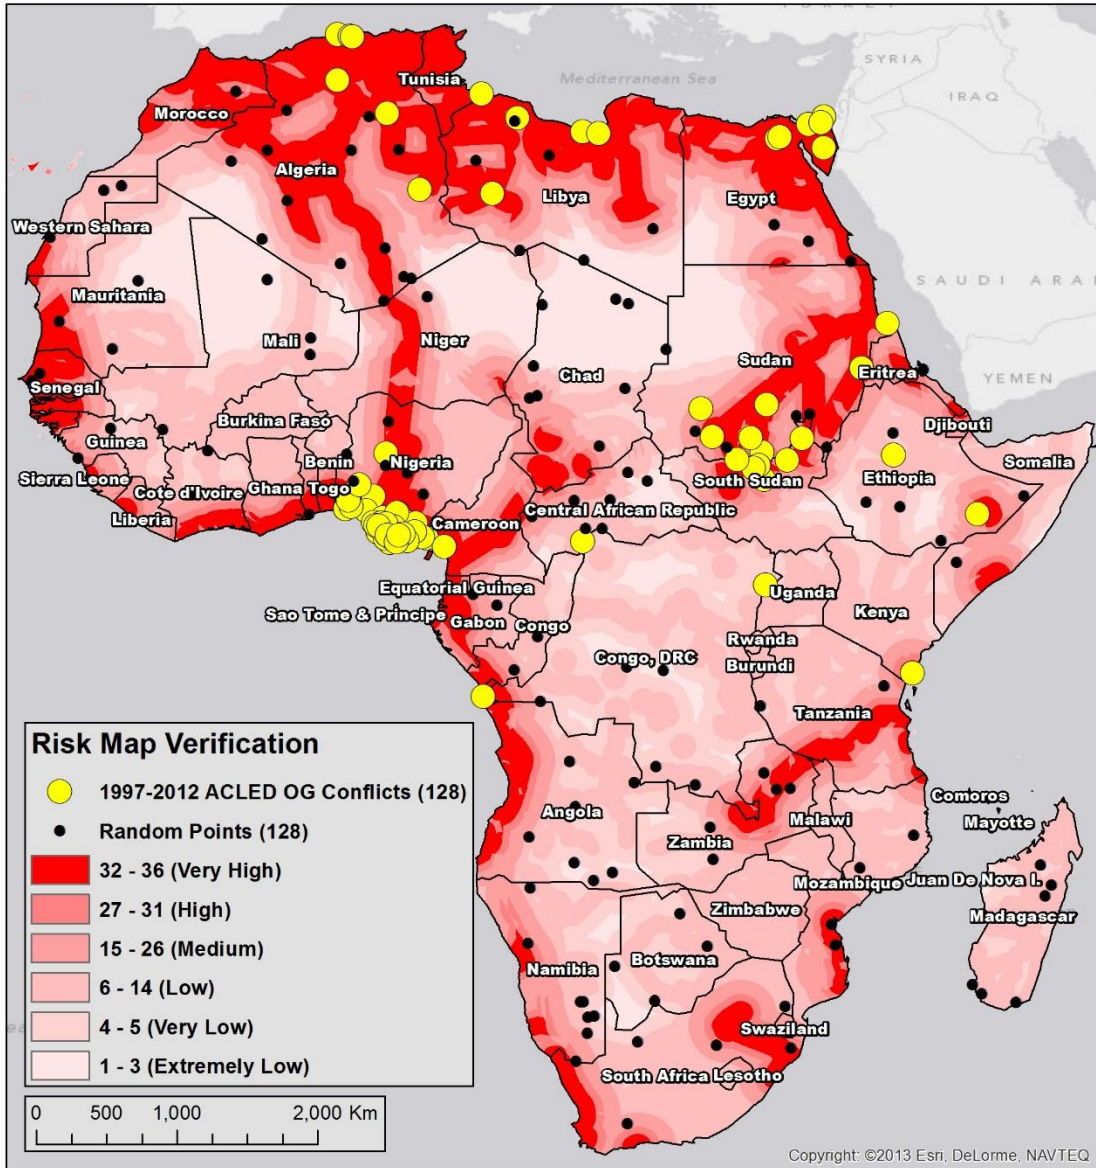 TURKEY
SYRIA
Mediterranean Sea
IRAQ
Tunisia
Morocco
Algeria
Libya
Egypt
Western Sahara
SAUDI ARA
Mauritania
Mali
Niger
Chad
Sudan
Eritrea
YEMEN
Senegal
Burkina Faso
Djibouti
Guinea
Benin
Nigeria
Somalia
Sierra Leone
Cote d'Ivoire
Ghana
Togo
South Sudan
Ethiopia
Liberia
Cameroon
Central African Republic
Equatorial Guinea
Uganda
Sao Tome & Principe
Gabon
Congo
Kenya
Rwanda
Congo, DRC
Burundi
Tanzania
Comoros
Angola
Malawi
Mayotte
Zambia
Mozambique
Juan De Nova I.
Zimbabwe
Madagascar
Namibia
Botswana
Swaziland
South Africa
Lesotho
Risk Map Verification
1997-2012 ACLED OG Conflicts (128)
Random Points (128)
32 - 36 (Very High)
27 - 31 (High)
15 - 26 (Medium)
6 - 14 (Low)
4 - 5 (Very Low)
1 - 3 (Extremely Low)
0 500 1,000 2,000 Km
Copyright: ©2013 Esri, DeLorme, NAVTEQ